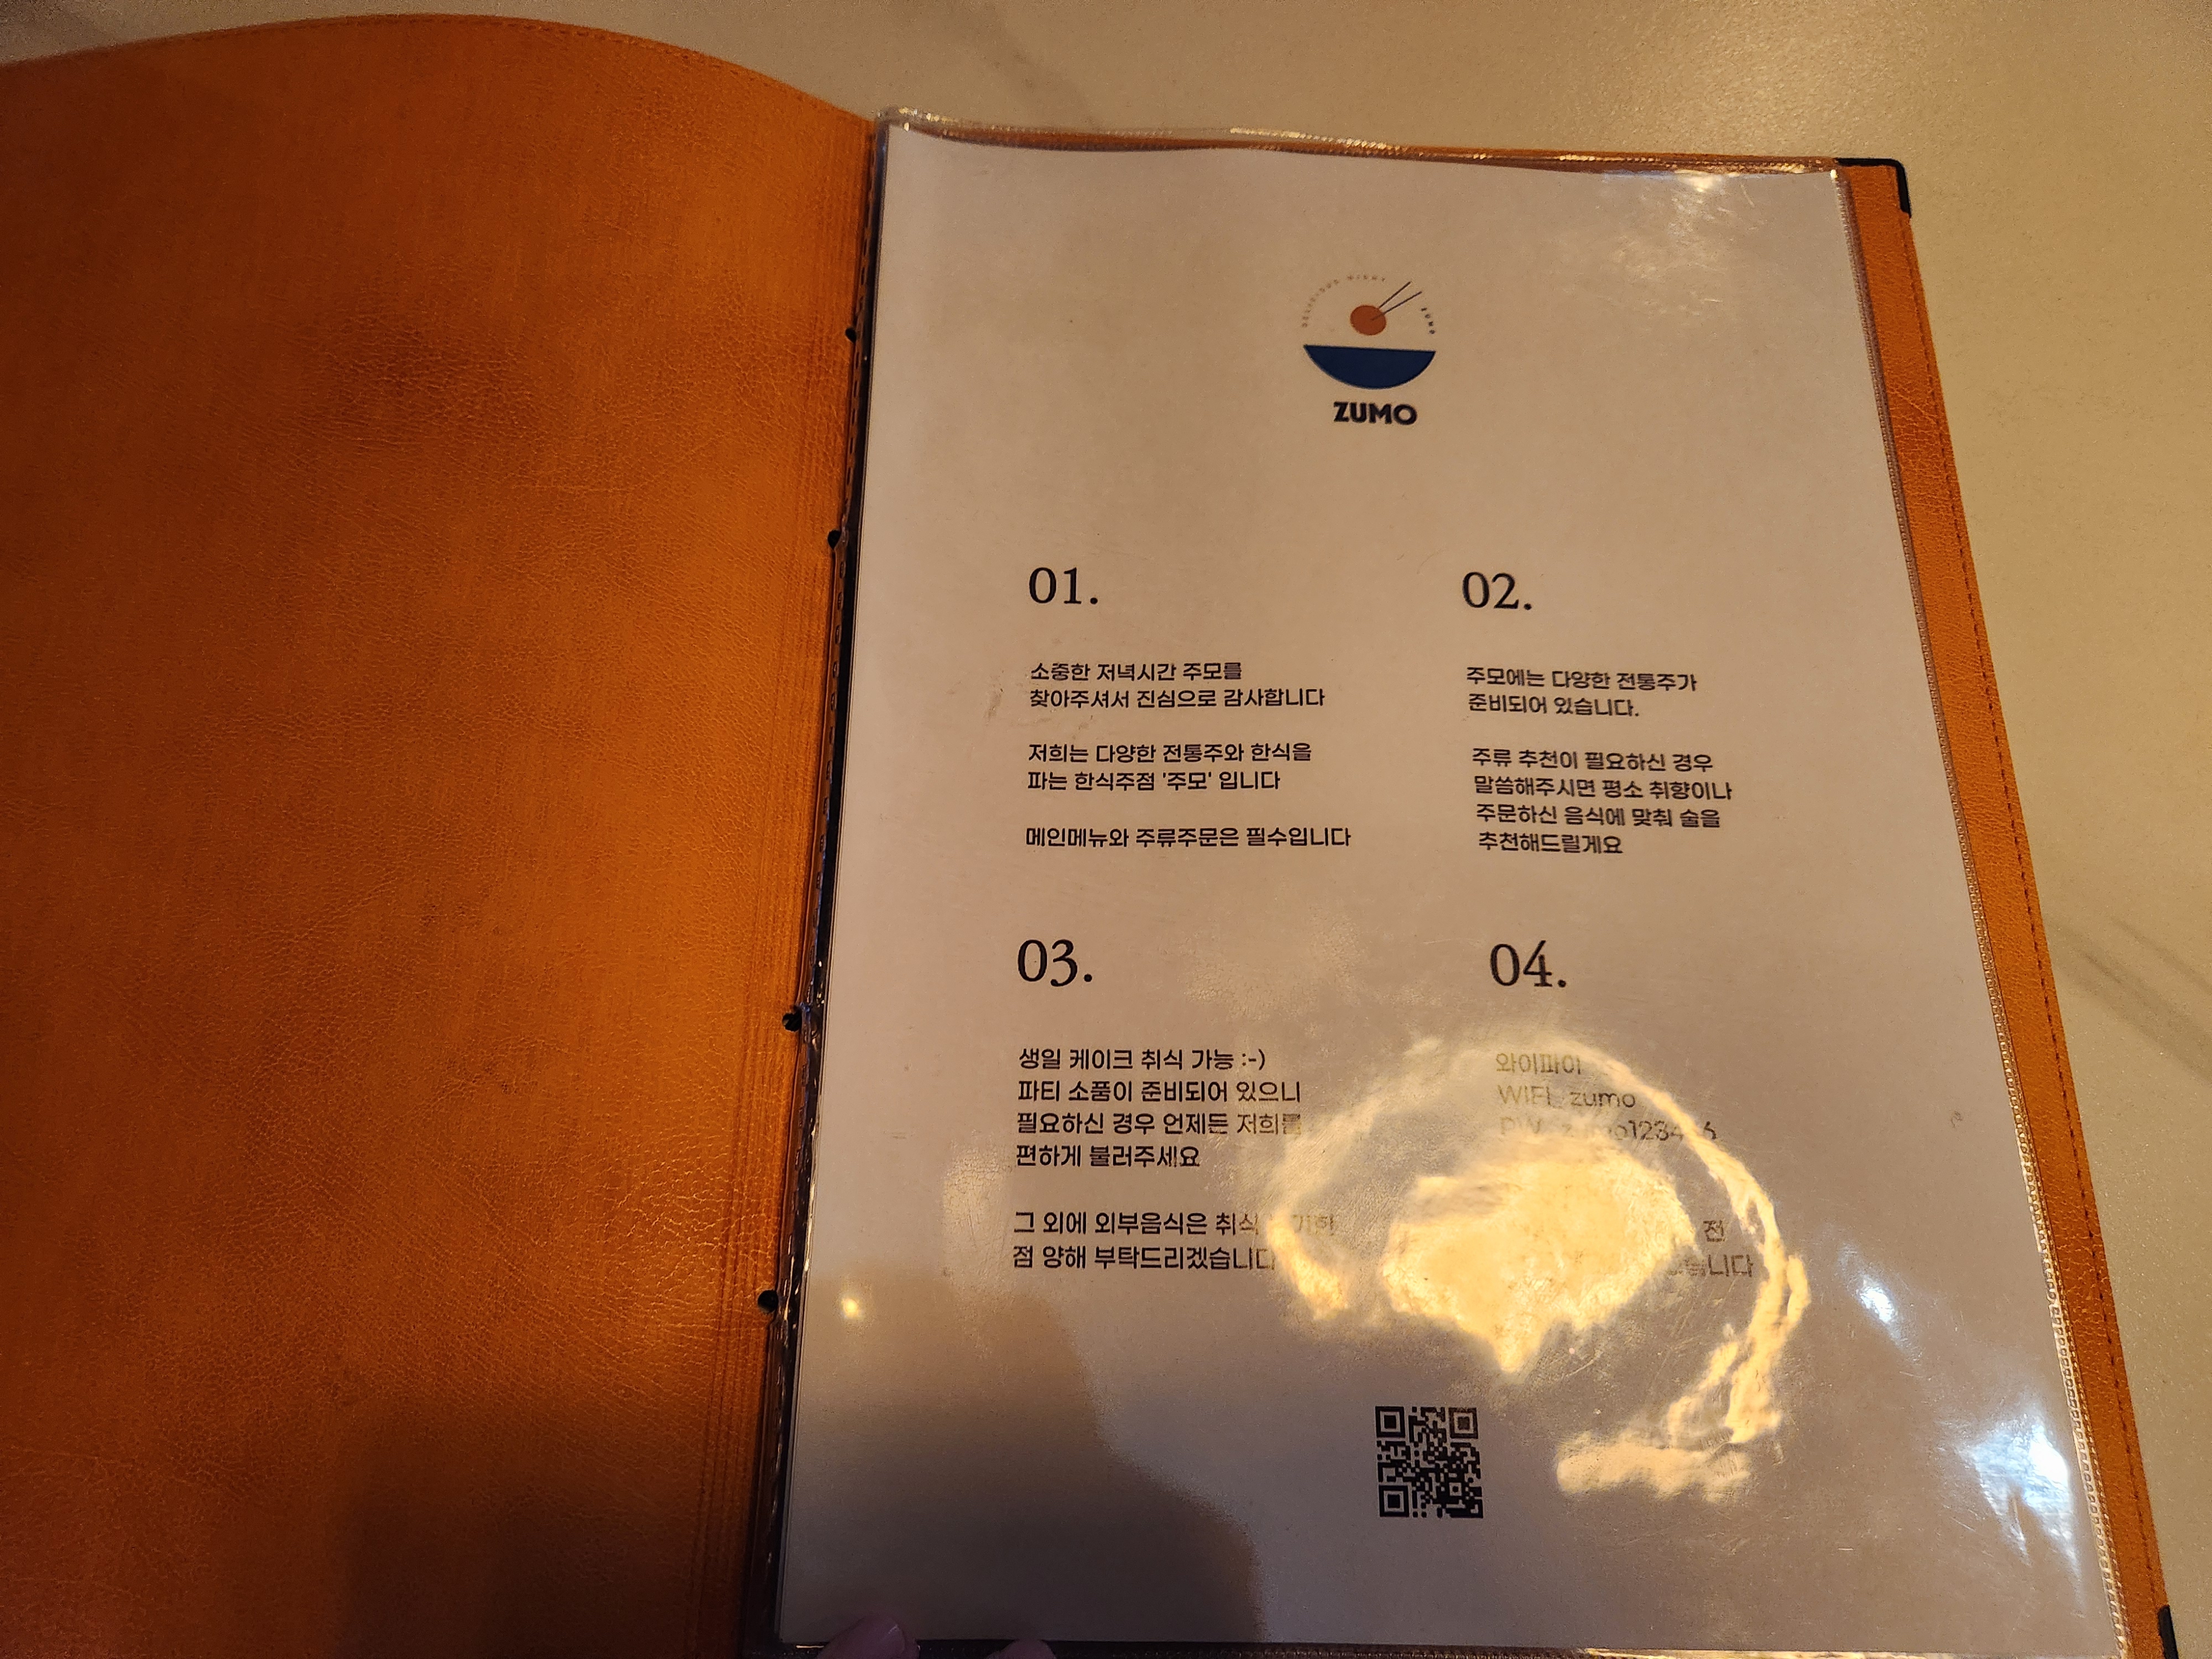 ZUMO
01.
소중한 저녁시간 주모를
찾아주셔서 진심으로 감사합니다
저희는 다양한 전통주와 한식을
파는 한식주점 '주모' 입니다
메인메뉴와 주류주문은 필수입니다
02.
주모에는 다양한 전통주가
준비되어 있습니다.
주류 추천이 필요하신 경우
말씀해주시면 평소 취향이나
주문하신 음식에 맞춰 술을
추천해드릴게요
03.
생일 케이크 취식 가능 :-)
파티 소품이 준비되어 있으니
필요하신 경우 언제든 저희를
편하게 불러주세요
그 외에 외부음식은 취식
점 양해 부탁드리겠습니다
04.
와이파이
WIFI_ zumo
전